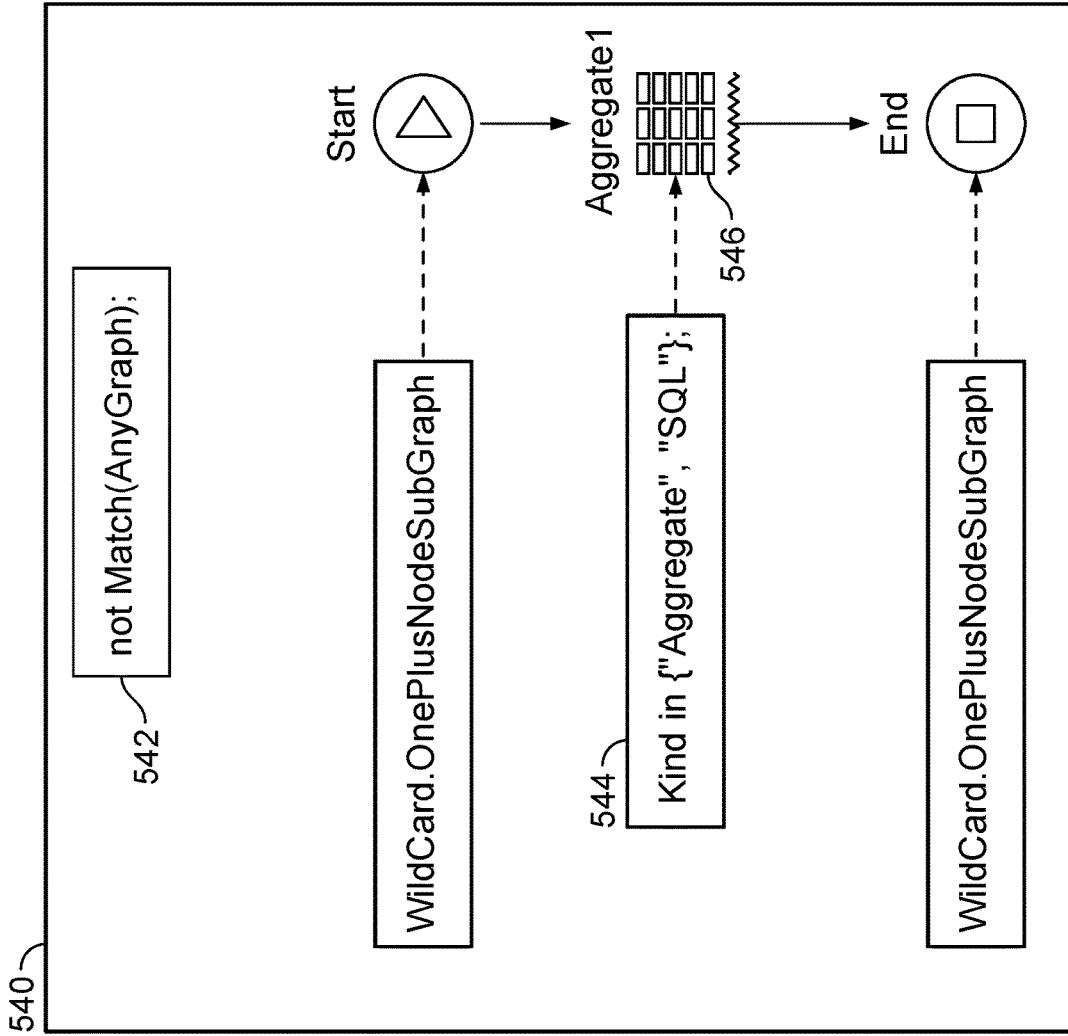 540
542
not Match(AnyGraph);
WildCard.OnePlusNodeSubGraph
Start
544
Kind in {"Aggregate", "SQL"};
Aggregate1
546
WildCard.OnePlusNodeSubGraph
End